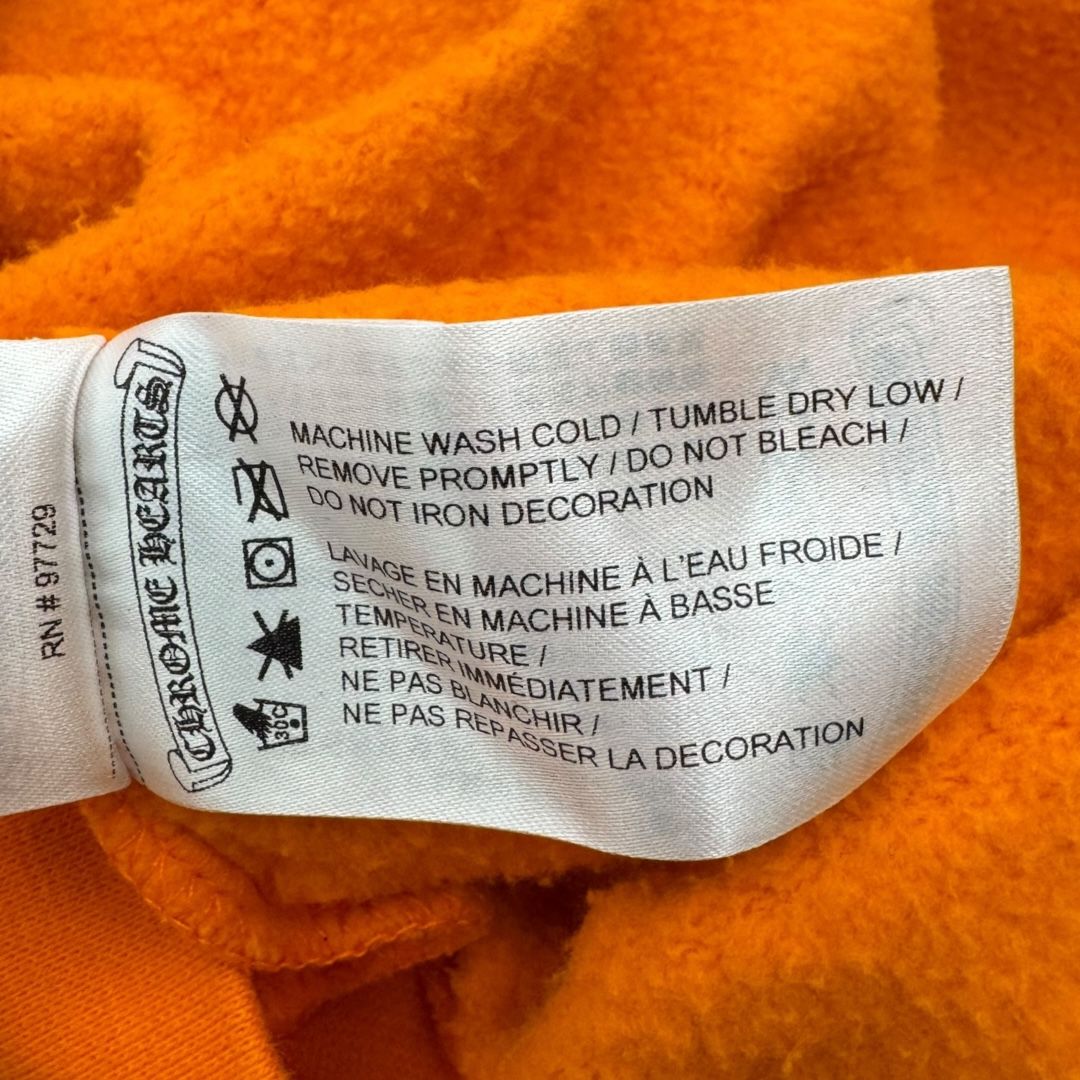 RN # 97729
CHROME HEARTS
MACHINE WASH COLD / TUMBLE DRY LOW /
REMOVE PROMPTLY / DO NOT BLEACH /
DO NOT IRON DECORATION
LAVAGE EN MACHINE À L'EAU FROIDE /
SECHER EN MACHINE À BASSE
TEMPERATURE /
RETIRER IMMÉDIATEMENT /
NE PAS BLANCHIR /
NE PAS REPASSER LA DECORATION
30C